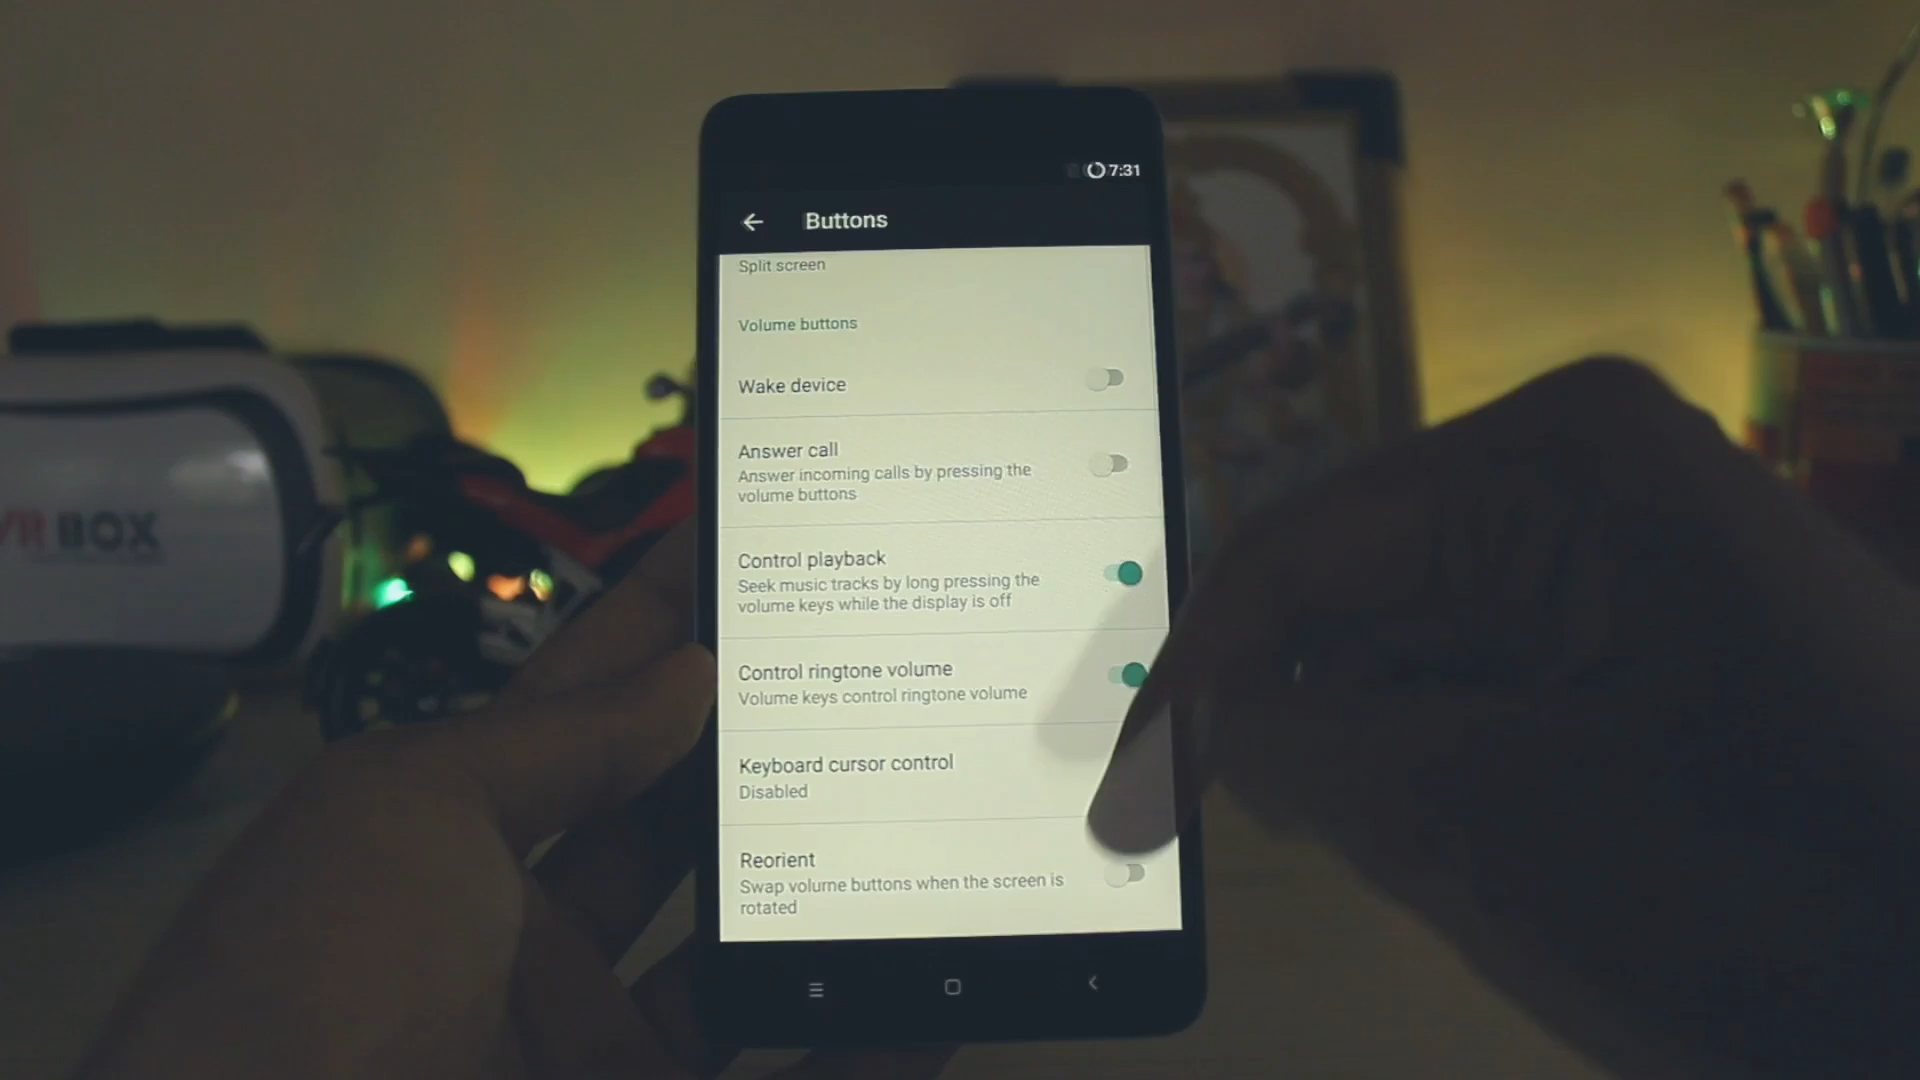 7:31
Buttons
Split screen
Volume buttons
Wake device
Answer call
Answer incoming calls by pressing the
volume buttons
Control playback
Seek music tracks by long pressing the
volume keys while the display is off
Control ringtone volume
Volume keys control ringtone volume
Keyboard cursor control
Disabled
Reorient
Swap volume buttons when the screen is
rotated
VR BOX